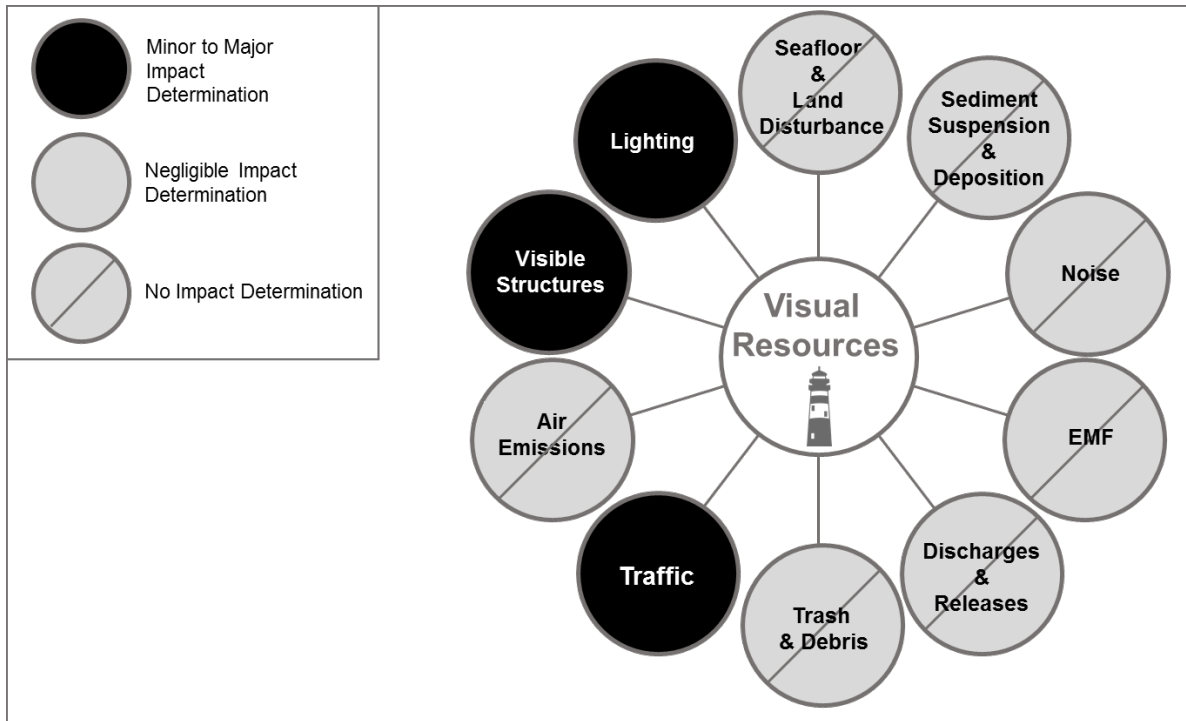 Minor to Major
Impact
Determination
Negligible Impact
Determination
No Impact Determination
Visual
Resources
Seafloor
&
Land
Disturbance
Sediment
Suspension
&
Deposition
Noise
EMF
Discharges
&
Releases
Trash
& Debris
Traffic
Air
Emissions
Visible
Structures
Lighting